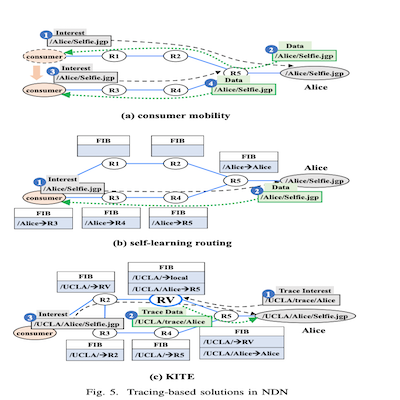 1 Interest
/Alice/Selfie.jgp
2 Data
/Alice/Selfie.jgp
consumer
R1
R2
3 Interest
/Alice/Selfie.jgp
R5
/Alice/Selfie.jgp
consumer
R3
R4
4 Data
/Alice/Selfie.jgp
Alice
(a) consumer mobility
FIB
FIB
R1
R2
FIB
/Alice→Alice
Alice
1 Interest
/Alice/Selfie.jgp
R5
/Alice/Selfie.jgp
consumer
R3
R4
2 Data
/Alice/Selfie.jgp
FIB
/Alice→R3
FIB
/Alice→R4
FIB
/Alice→R5
(b) self-learning routing
FIB
/UCLA/→RV
FIB
/UCLA/→local
/UCLA/Alice→R5
R2
RV
1 Trace Interest
/UCLA/trace/Alice
3 Interest
/UCLA/Alice/Selfie.jgp
2 Trace Data
/UCLA/trace/Alice
R5
/UCLA/Alice/Selfie.jgp
consumer
R3
R4
Alice
FIB
/UCLA/→R2
FIB
/UCLA/→R5
FIB
/UCLA/→RV
/UCLA/Alice→Alice
(c) KITE
Fig. 5. Tracing-based solutions in NDN